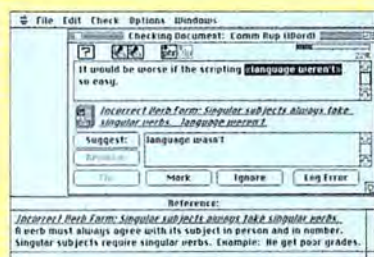 File Edit Check Options Windows
Checking Document: Comm Rup (Word)
?
It would be worse if the scripting «language weren't»
so easy.
Incorrect Verb Form: Singular subjects always take
singular verbs. language weren't
Suggest:
language wasn't
Mark
Ignore
Log Error
Reference:
Incorrect Verb Form: Singular subjects always take singular verbs.
A verb must always agree with its subject in person and in number.
Singular subjects require singular verbs. Example: He get poor grades.